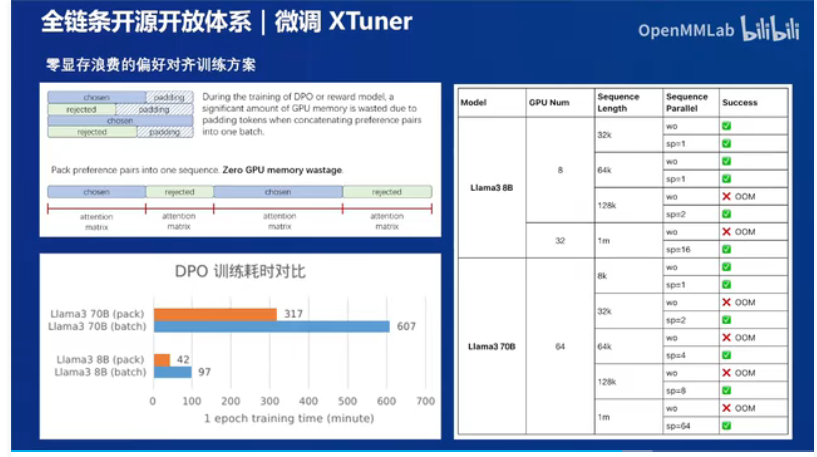 全链条开源开放体系 | 微调 XTuner
OpenMMLab bilibili
零显存浪费的偏好对齐训练方案
chosen padding
rejected padding
chosen
rejected padding
During the training of DPO or reward model, a
significant amount of GPU memory is wasted due to
padding tokens when concatenating preference pairs
into one batch.
Pack preference pairs into one sequence. Zero GPU memory wastage.
chosen rejected chosen rejected
attention attention attention attention
matrix matrix matrix matrix
DPO 训练耗时对比
Llama3 70B (pack) 317
Llama3 70B (batch) 607
Llama3 8B (pack) 42
Llama3 8B (batch) 97
0 100 200 300 400 500 600 700
1 epoch training time (minute)
Model GPU Num Sequence Length Sequence Parallel Success
Llama3 8B 8 32k wo ✅
sp=1 ✅
64k wo ✅
sp=1 ✅
128k wo ❌ OOM
sp=2 ✅
32 1m wo ❌ OOM
sp=16 ✅
Llama3 70B 64 8k wo ✅
sp=1 ✅
32k wo ❌ OOM
sp=2 ✅
64k wo ❌ OOM
sp=4 ✅
128k wo ❌ OOM
sp=8 ✅
1m wo ❌ OOM
sp=64 ✅